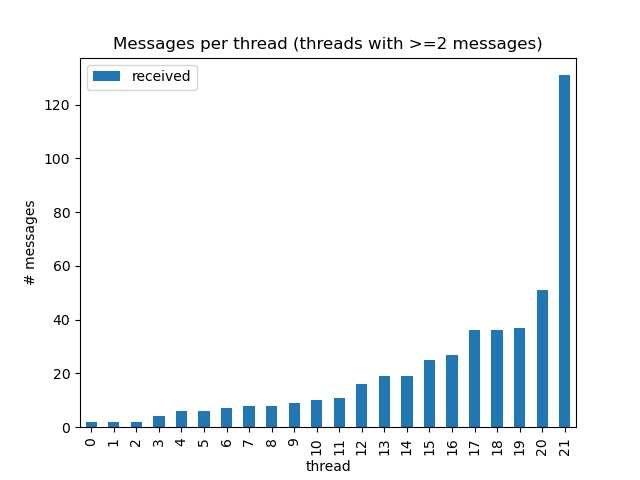 Messages per thread (threads with >=2 messages)
received
120
100
80
60
40
20
0
# messages
0 1 2 3 4 5 6 7 8 9 10 11 12 13 14 15 16 17 18 19 20 21
thread